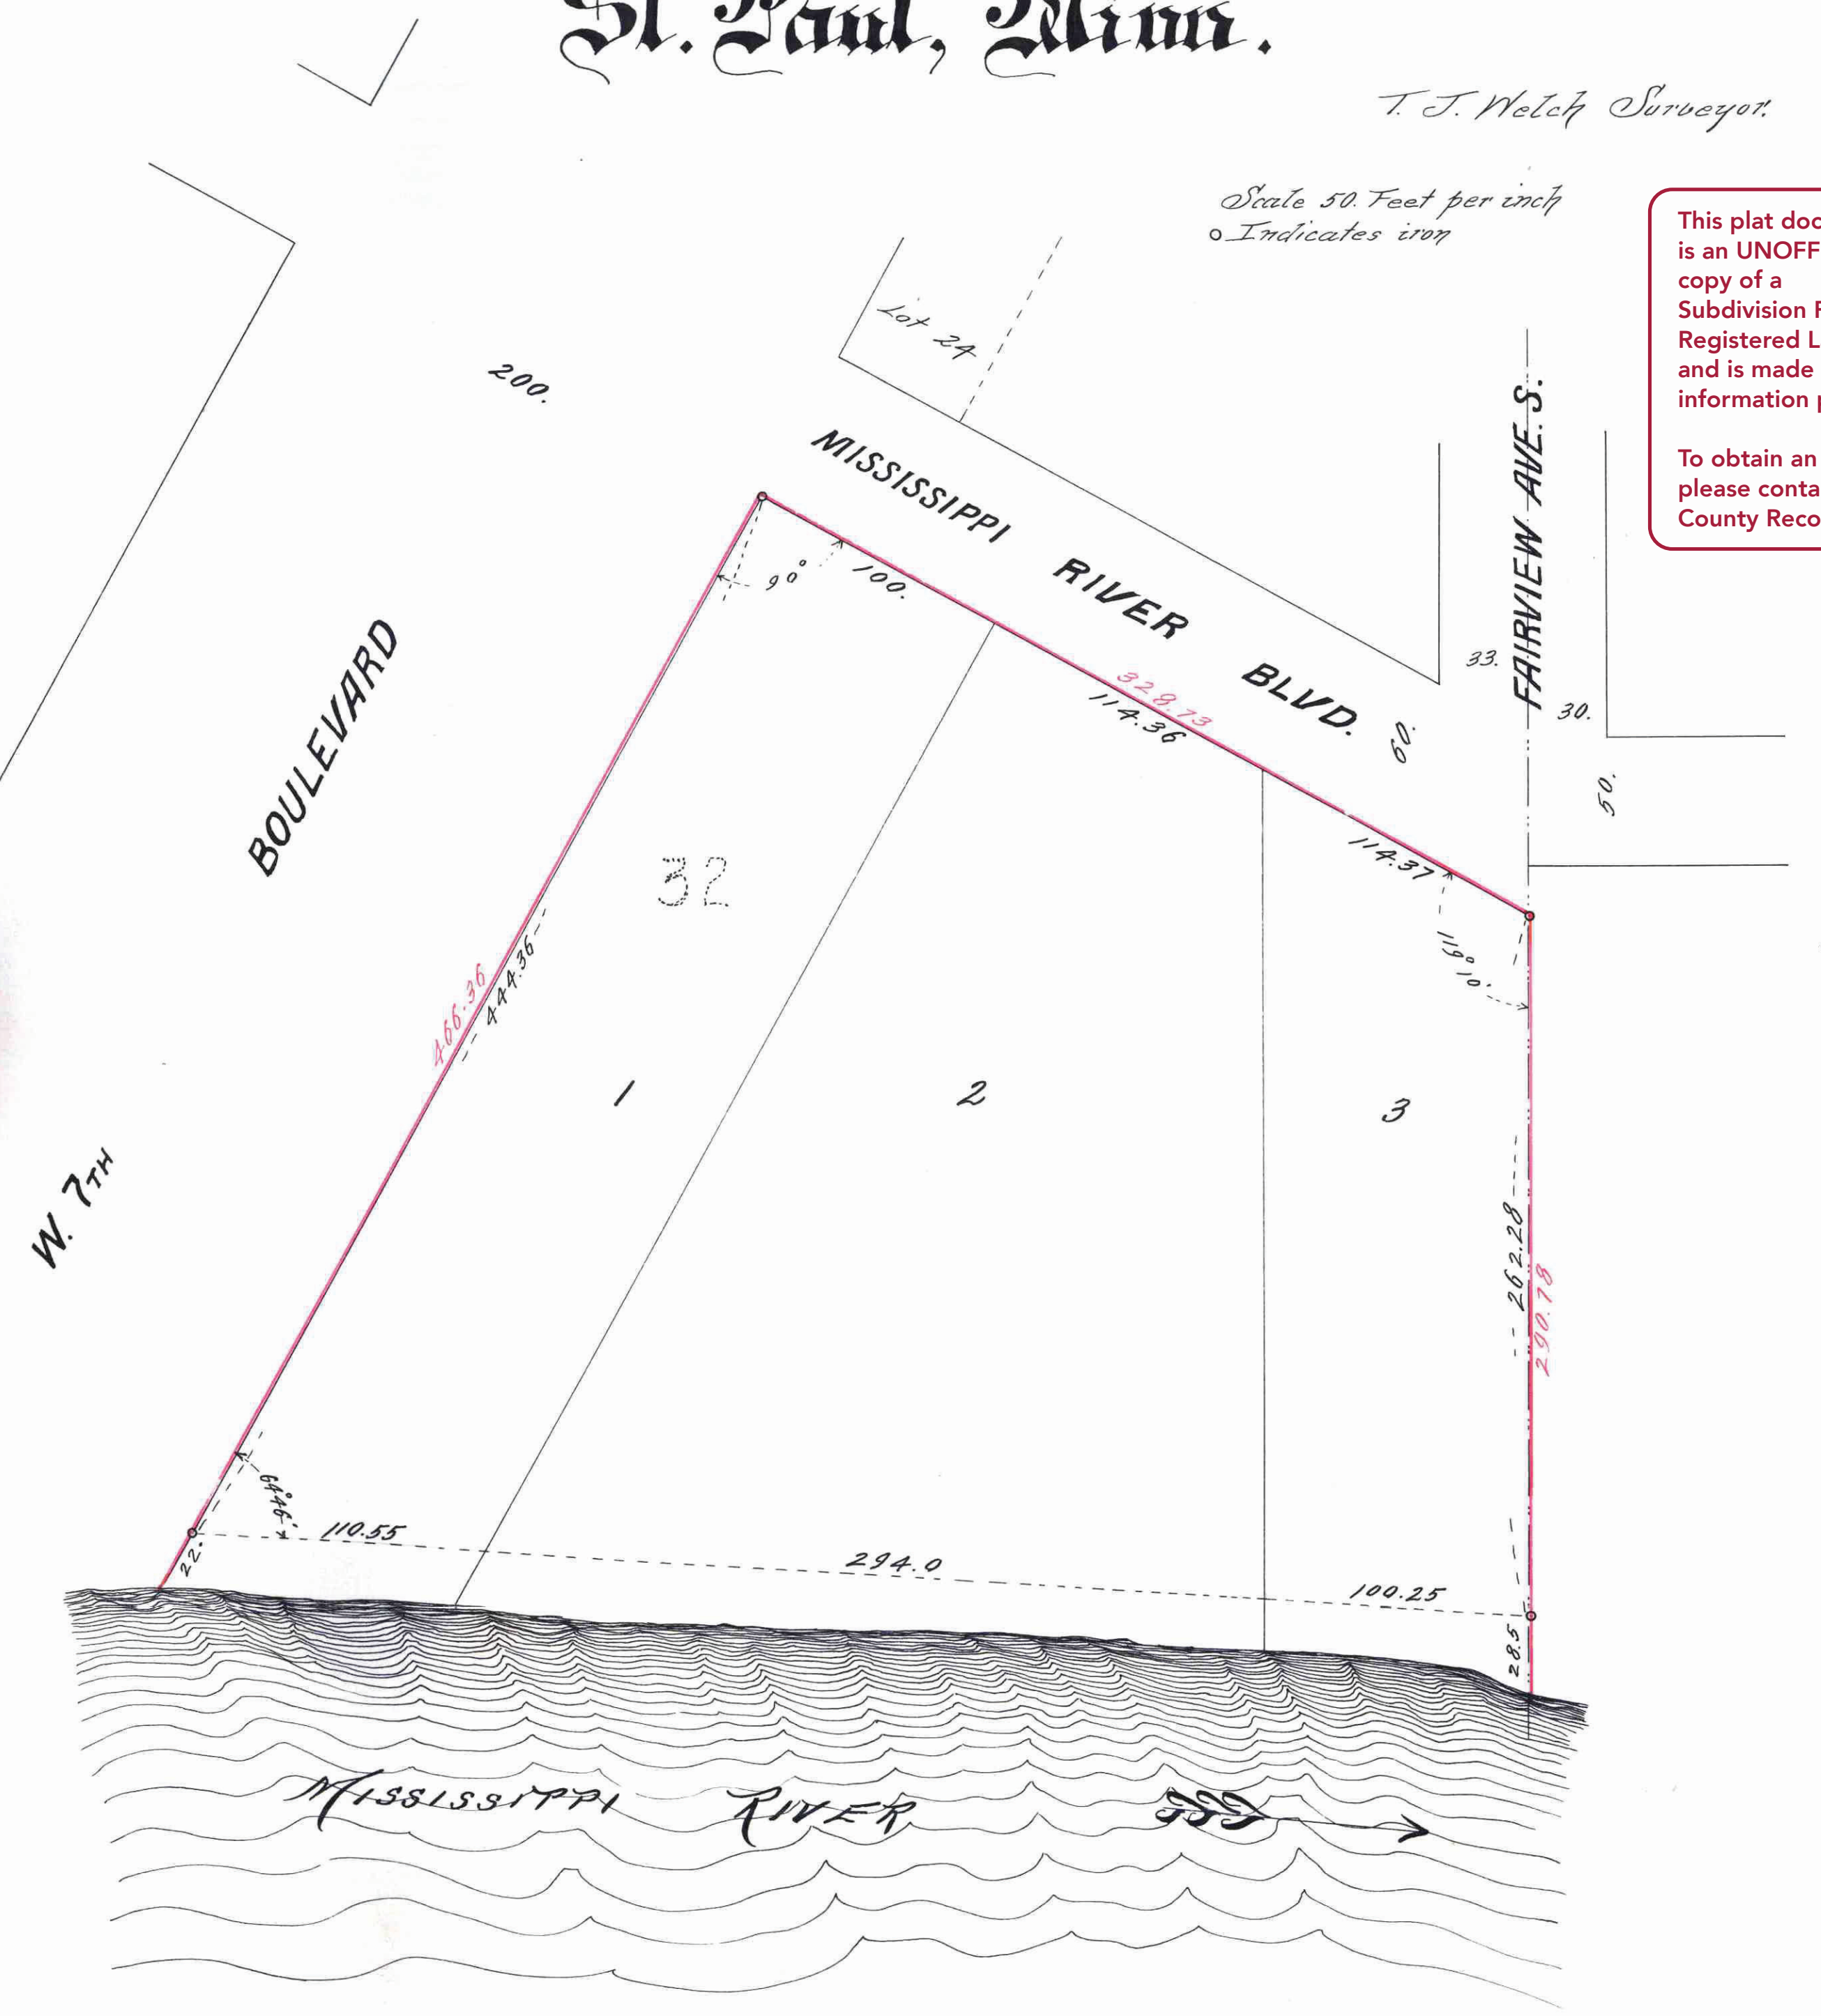 St. Paul, Minn.
T. J. Welch Surveyor.
Scale 50. Feet per inch
o Indicates iron
This plat doc
is an UNOFF
copy of a
Subdivision
Registered L
and is made
information
To obtain an
please conta
County Reco
Lot 24
200.
MISSISSIPPI RIVER BLVD.
60.
FAIRVIEW AVE. S.
33.
30.
50.
90°
100.
328.73
114.36
114.37
119° 10'
BOULEVARD
W. 7TH
32
466.36
444.36
1
2
3
262.28
290.78
64°46'
22.
110.55
294.0
100.25
28.5
MISSISSIPPI RIVER